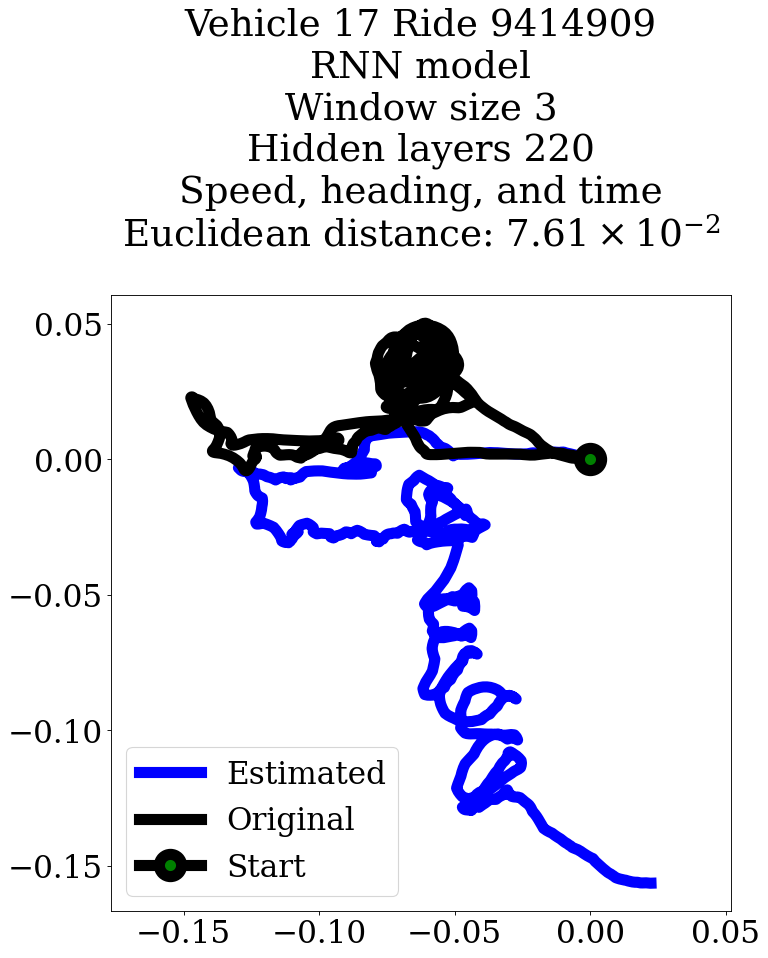 Vehicle 17 Ride 9414909
RNN model
Window size 3
Hidden layers 220
Speed, heading, and time
Euclidean distance: 7.61 × 10⁻²
0.05
0.00
−0.05
−0.10
−0.15
Estimated
Original
Start
−0.15 −0.10 −0.05 0.00 0.05